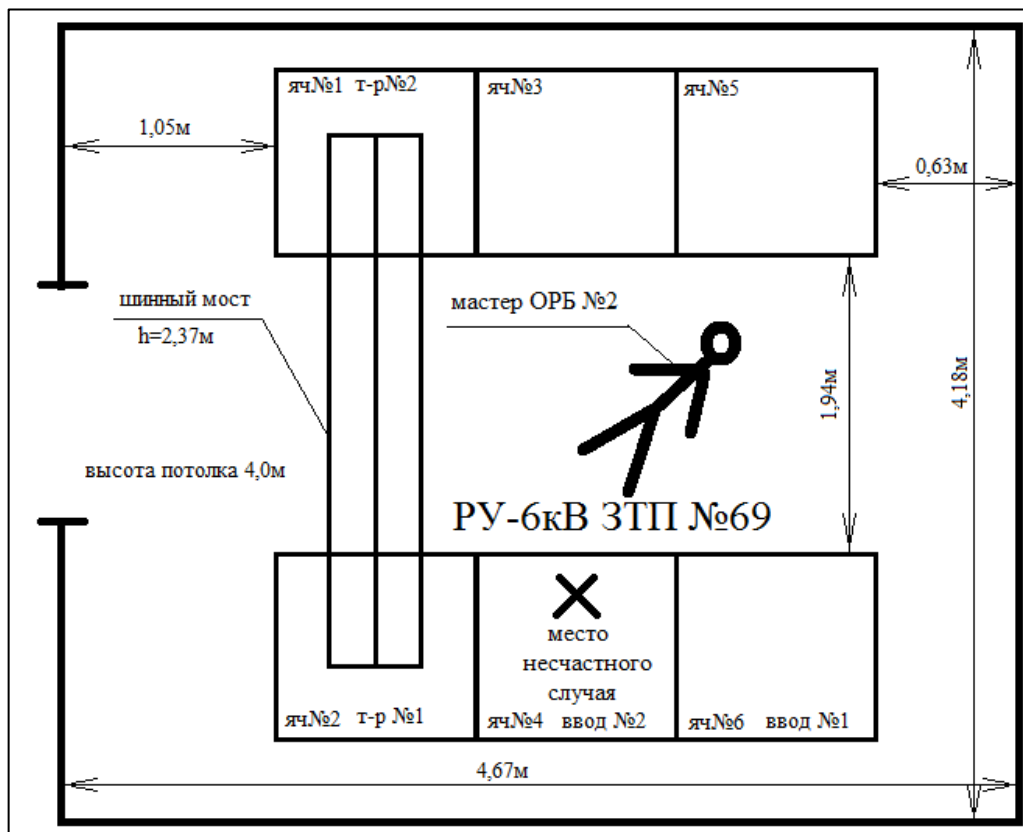 яч№1 т-р№2
яч№3
яч№5
1,05м
0,63м
шинный мост
h=2,37м
мастер ОРБ №2
1,94м
4,18м
высота потолка 4,0м
РУ-6кВ ЗТП №69
место
несчастного
случая
яч№2 т-р №1
яч№4 ввод №2
яч№6 ввод №1
4,67м